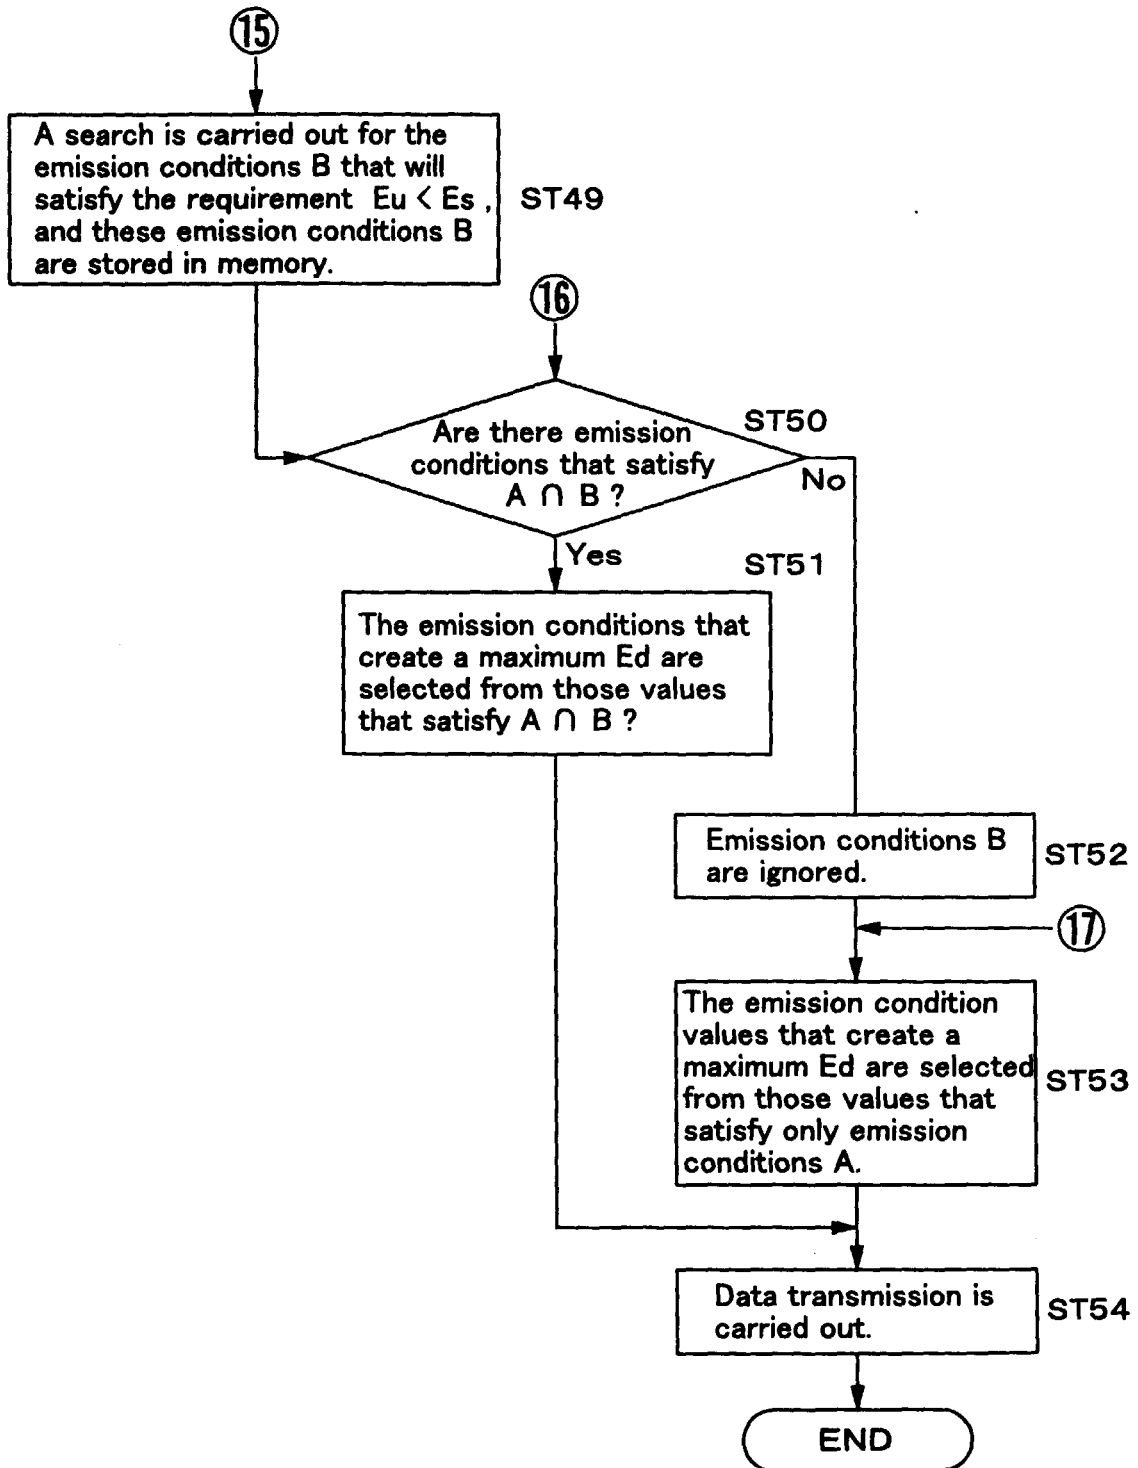 15
A search is carried out for the
emission conditions B that will
satisfy the requirement Eu < Es ,
and these emission conditions B
are stored in memory.
ST49
16
ST50
Are there emission
conditions that satisfy
A ∩ B ?
No
Yes
ST51
The emission conditions that
create a maximum Ed are
selected from those values
that satisfy A ∩ B ?
Emission conditions B
are ignored.
ST52
17
The emission condition
values that create a
maximum Ed are selected
from those values that
satisfy only emission
conditions A.
ST53
Data transmission is
carried out.
ST54
END